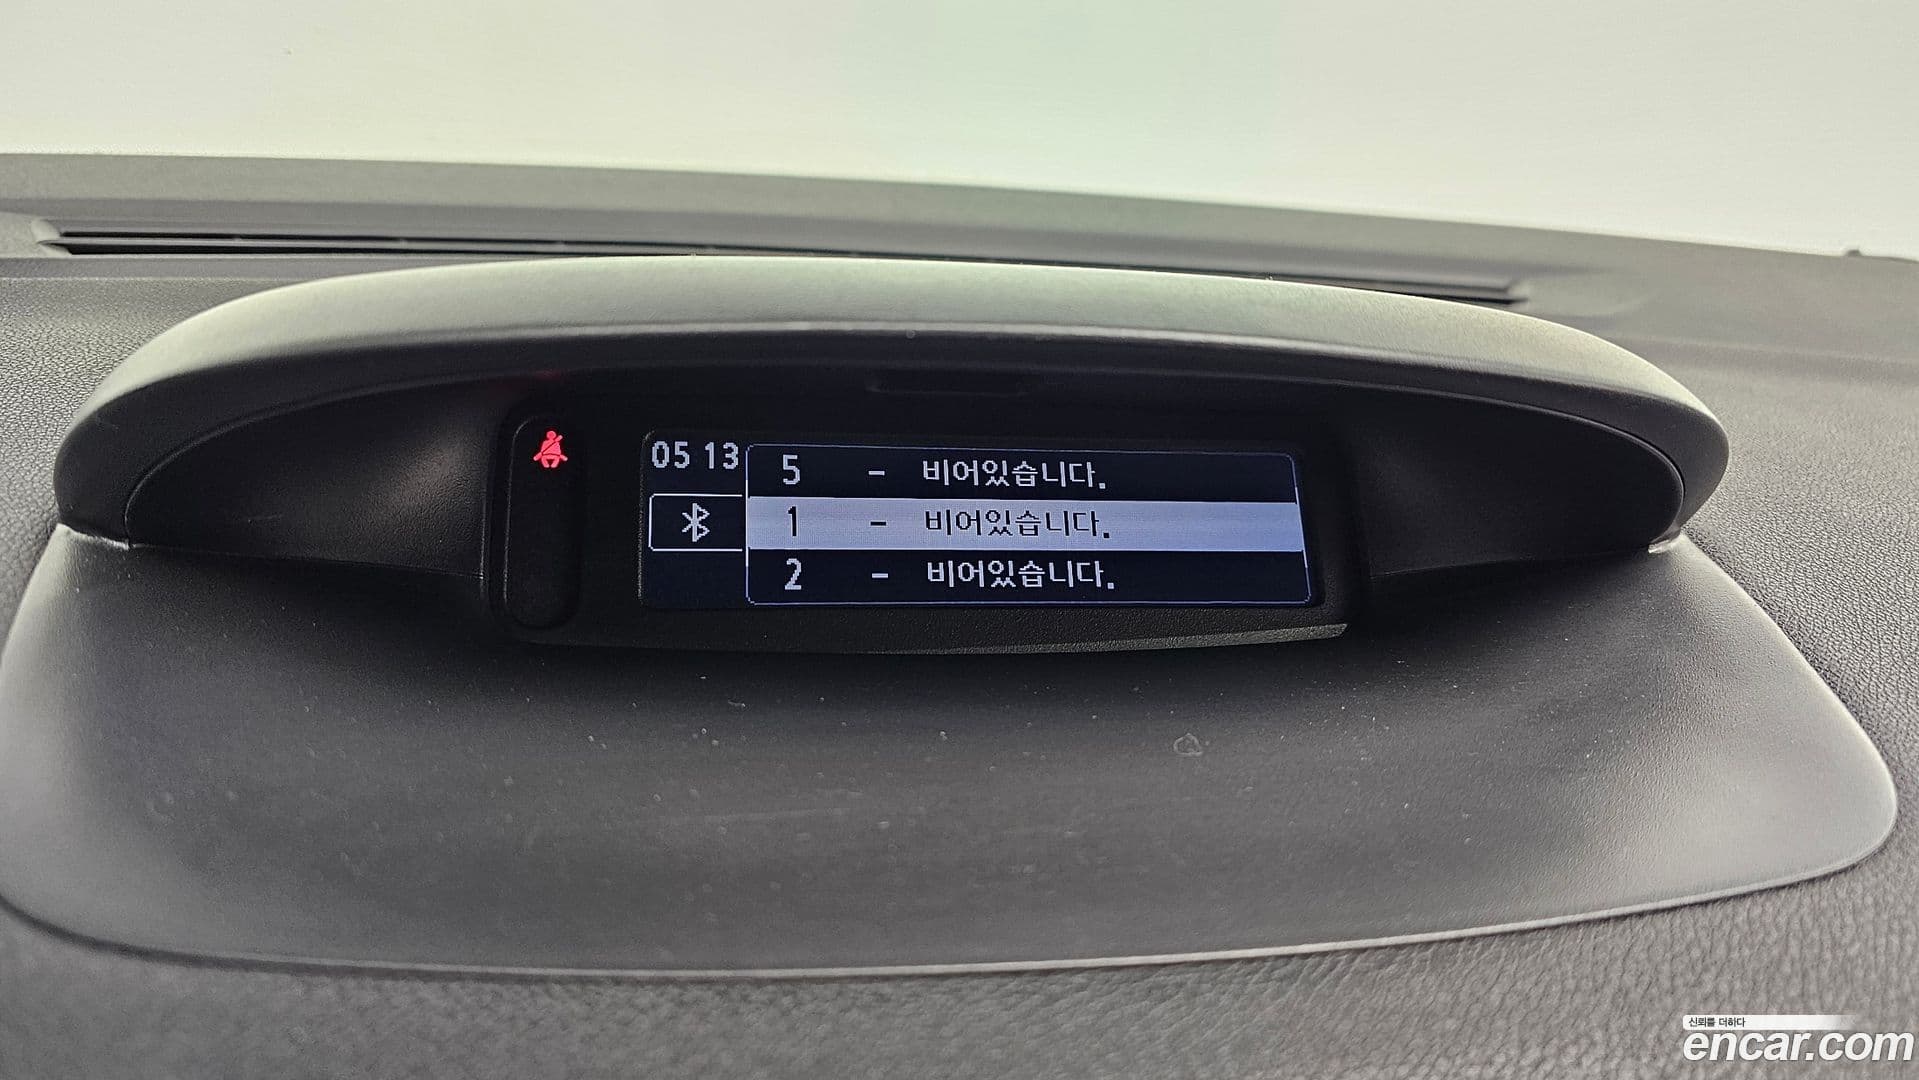 05 13
5 - 비어있습니다.
1 - 비어있습니다.
2 - 비어있습니다.
신뢰를 더하다
encar.com